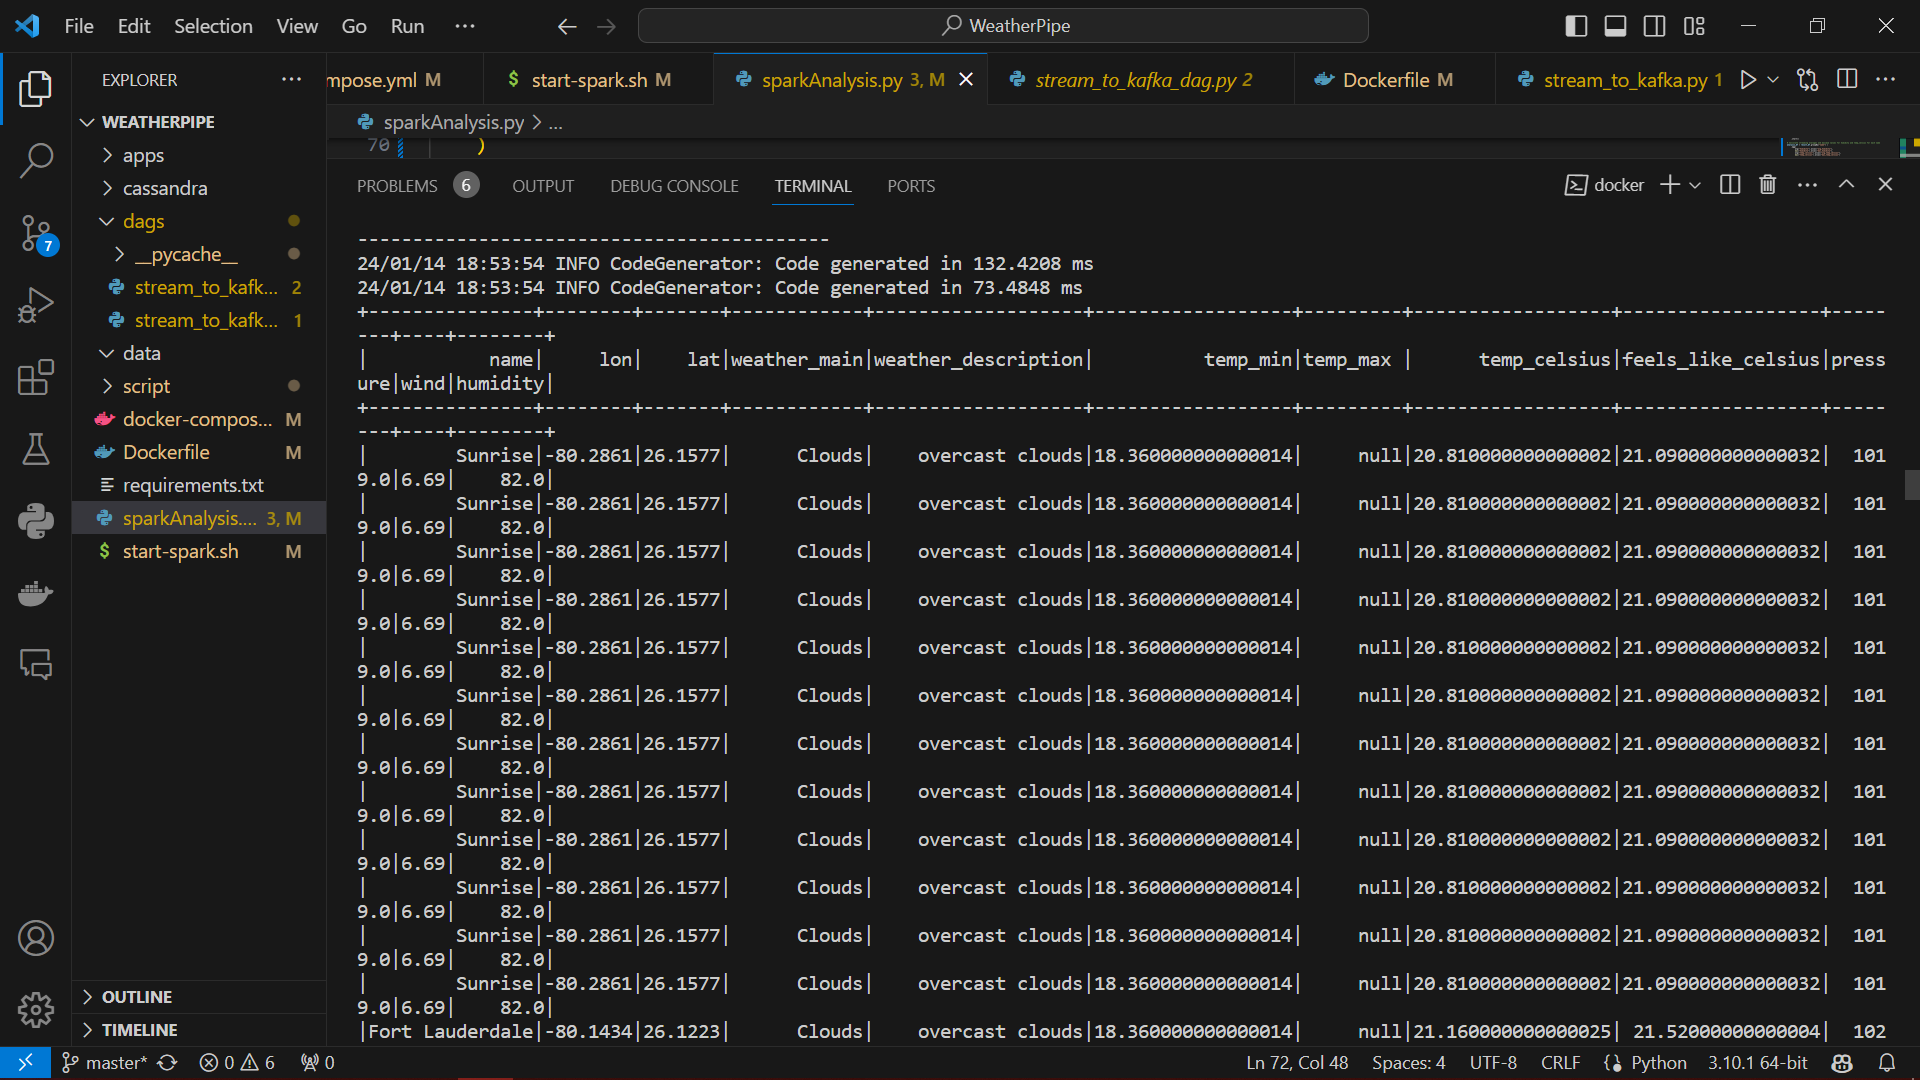 File Edit Selection View Go Run ···
WeatherPipe
EXPLORER ···
mpose.yml M
$ start-spark.sh M
sparkAnalysis.py 3, M
stream_to_kafka_dag.py 2
Dockerfile M
stream_to_kafka.py 1
WEATHERPIPE
apps
cassandra
dags
__pycache__
stream_to_kafk... 2
stream_to_kafk... 1
data
script
docker-compos... M
Dockerfile M
requirements.txt
sparkAnalysis.... 3, M
$ start-spark.sh M
OUTLINE
TIMELINE
7
sparkAnalysis.py > ...
70 )
PROBLEMS 6 OUTPUT DEBUG CONSOLE TERMINAL PORTS
docker
-------------------------------------------
24/01/14 18:53:54 INFO CodeGenerator: Code generated in 132.4208 ms
24/01/14 18:53:54 INFO CodeGenerator: Code generated in 73.4848 ms
+---------------+--------+-------+------------+-------------------+------------------+---------+------------------+------------------+-----
---+----+--------+
|           name|     lon|    lat|weather_main|weather_description|          temp_min|temp_max |      temp_celsius|feels_like_celsius|press
ure|wind|humidity|
+---------------+--------+-------+------------+-------------------+------------------+---------+------------------+------------------+-----
---+----+--------+
|        Sunrise|-80.2861|26.1577|      Clouds|    overcast clouds|18.360000000000014|     null|20.810000000000002|21.090000000000032|  101
9.0|6.69|    82.0|
|        Sunrise|-80.2861|26.1577|      Clouds|    overcast clouds|18.360000000000014|     null|20.810000000000002|21.090000000000032|  101
9.0|6.69|    82.0|
|        Sunrise|-80.2861|26.1577|      Clouds|    overcast clouds|18.360000000000014|     null|20.810000000000002|21.090000000000032|  101
9.0|6.69|    82.0|
|        Sunrise|-80.2861|26.1577|      Clouds|    overcast clouds|18.360000000000014|     null|20.810000000000002|21.090000000000032|  101
9.0|6.69|    82.0|
|        Sunrise|-80.2861|26.1577|      Clouds|    overcast clouds|18.360000000000014|     null|20.810000000000002|21.090000000000032|  101
9.0|6.69|    82.0|
|        Sunrise|-80.2861|26.1577|      Clouds|    overcast clouds|18.360000000000014|     null|20.810000000000002|21.090000000000032|  101
9.0|6.69|    82.0|
|        Sunrise|-80.2861|26.1577|      Clouds|    overcast clouds|18.360000000000014|     null|20.810000000000002|21.090000000000032|  101
9.0|6.69|    82.0|
|        Sunrise|-80.2861|26.1577|      Clouds|    overcast clouds|18.360000000000014|     null|20.810000000000002|21.090000000000032|  101
9.0|6.69|    82.0|
|        Sunrise|-80.2861|26.1577|      Clouds|    overcast clouds|18.360000000000014|     null|20.810000000000002|21.090000000000032|  101
9.0|6.69|    82.0|
|        Sunrise|-80.2861|26.1577|      Clouds|    overcast clouds|18.360000000000014|     null|20.810000000000002|21.090000000000032|  101
9.0|6.69|    82.0|
|        Sunrise|-80.2861|26.1577|      Clouds|    overcast clouds|18.360000000000014|     null|20.810000000000002|21.090000000000032|  101
9.0|6.69|    82.0|
|        Sunrise|-80.2861|26.1577|      Clouds|    overcast clouds|18.360000000000014|     null|20.810000000000002|21.090000000000032|  101
9.0|6.69|    82.0|
|Fort Lauderdale|-80.1434|26.1223|      Clouds|    overcast clouds|18.360000000000014|     null|21.160000000000025| 21.52000000000004|  102
master* 0 6 0
Ln 72, Col 48 Spaces: 4 UTF-8 CRLF {} Python 3.10.1 64-bit